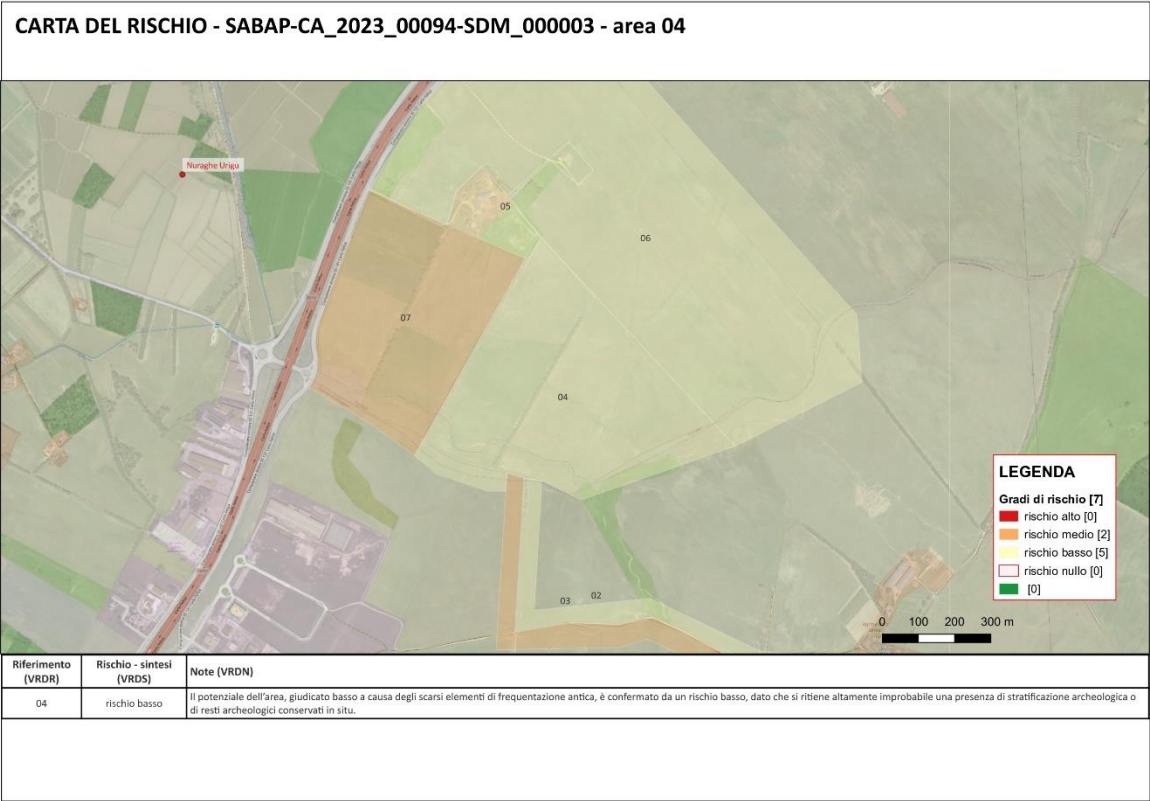 CARTA DEL RISCHIO - SABAP-CA_2023_00094-SDM_000003 - area 04
Nuraghe Urigu
05
06
07
04
03
02
LEGENDA
Gradi di rischio [7]
rischio alto [0]
rischio medio [2]
rischio basso [5]
rischio nullo [0]
[0]
0 100 200 300 m
Riferimento (VRDR) Rischio - sintesi (VRDS) Note (VRDN)
04 rischio basso Il potenziale dell'area, giudicato basso a causa degli scarsi elementi di frequentazione antica, è confermato da un rischio basso, dato che si ritiene altamente improbabile una presenza di stratificazione archeologica o
di resti archeologici conservati in situ.